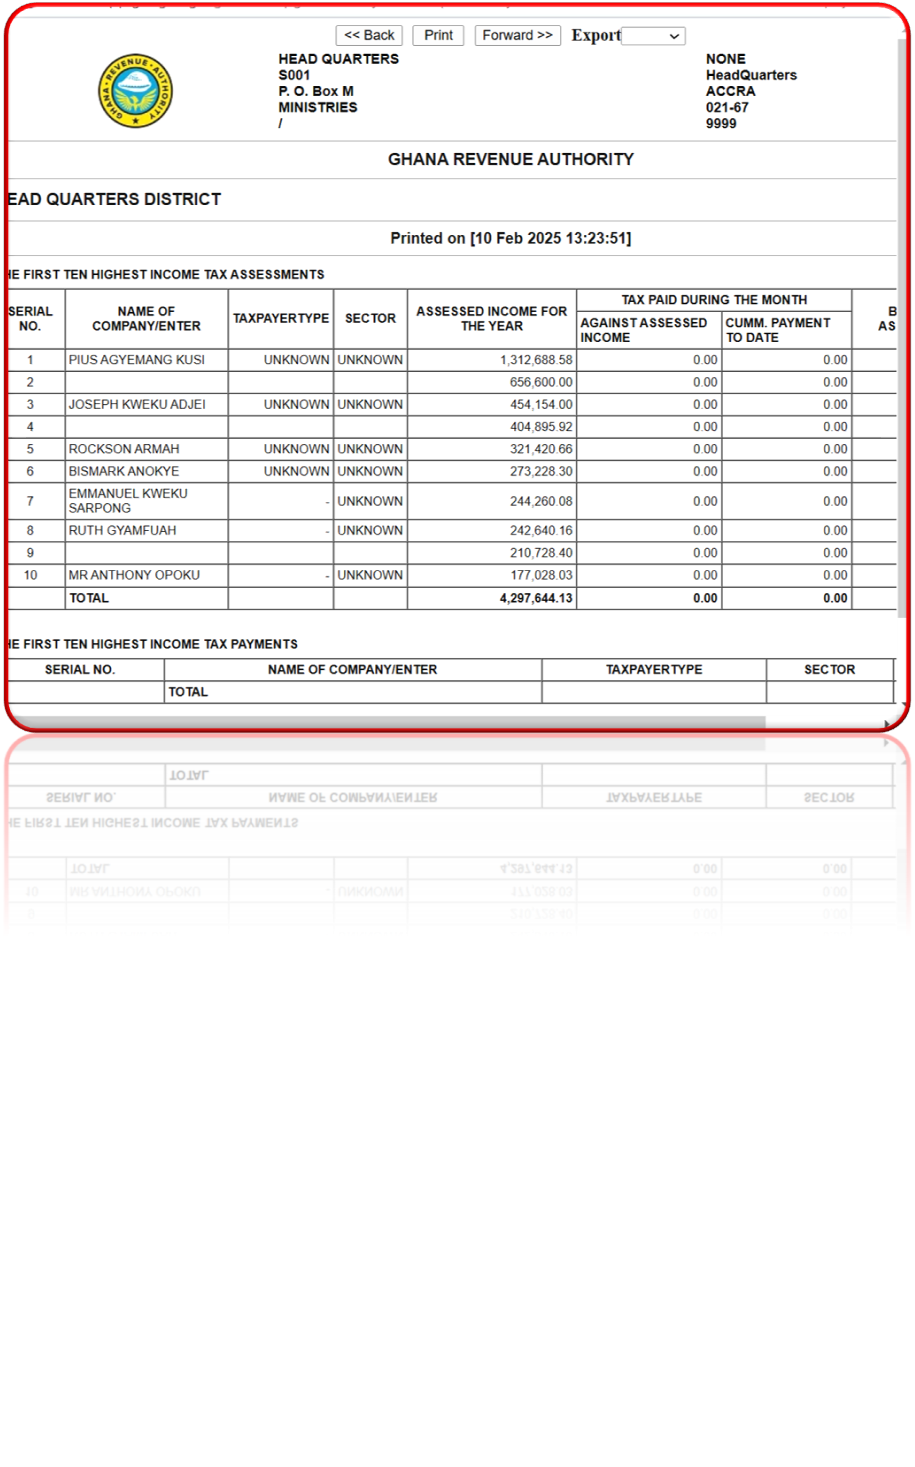 << Back Print Forward >> Export
GHANA · REVENUE · AUTHORITY
HEAD QUARTERS NONE
S001 HeadQuarters
P. O. Box M ACCRA
MINISTRIES 021-67
/ 9999
GHANA REVENUE AUTHORITY
EAD QUARTERS DISTRICT
Printed on [10 Feb 2025 13:23:51]
HE FIRST TEN HIGHEST INCOME TAX ASSESSMENTS
SERIAL NO. NAME OF COMPANY/ENTER TAXPAYERTYPE SECTOR ASSESSED INCOME FOR THE YEAR TAX PAID DURING THE MONTH B AS
AGAINST ASSESSED INCOME CUMM. PAYMENT TO DATE
1 PIUS AGYEMANG KUSI UNKNOWN UNKNOWN 1,312,688.58 0.00 0.00
2 656,600.00 0.00 0.00
3 JOSEPH KWEKU ADJEI UNKNOWN UNKNOWN 454,154.00 0.00 0.00
4 404,895.92 0.00 0.00
5 ROCKSON ARMAH UNKNOWN UNKNOWN 321,420.66 0.00 0.00
6 BISMARK ANOKYE UNKNOWN UNKNOWN 273,228.30 0.00 0.00
7 EMMANUEL KWEKU SARPONG - UNKNOWN 244,260.08 0.00 0.00
8 RUTH GYAMFUAH - UNKNOWN 242,640.16 0.00 0.00
9 210,728.40 0.00 0.00
10 MR ANTHONY OPOKU - UNKNOWN 177,028.03 0.00 0.00
TOTAL 4,297,644.13 0.00 0.00
HE FIRST TEN HIGHEST INCOME TAX PAYMENTS
SERIAL NO. NAME OF COMPANY/ENTER TAXPAYERTYPE SECTOR
TOTAL